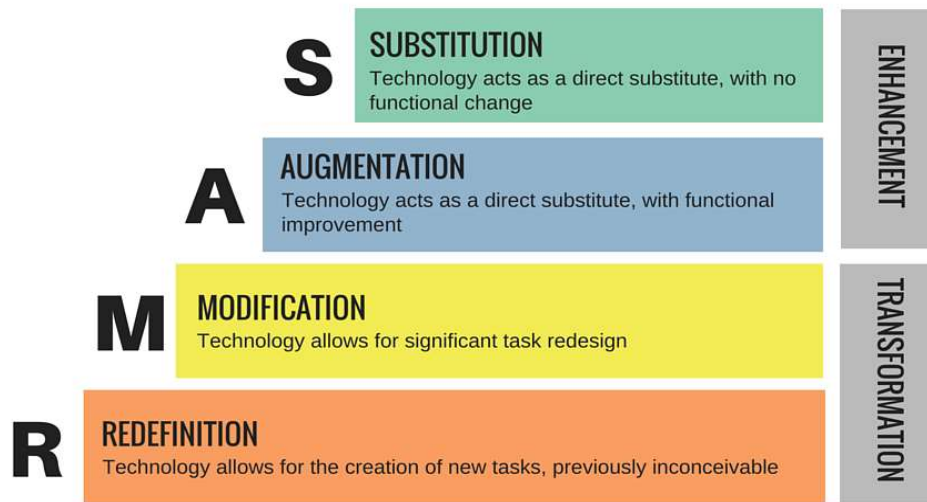 S
SUBSTITUTION
Technology acts as a direct substitute, with no
functional change
A
AUGMENTATION
Technology acts as a direct substitute, with functional
improvement
ENHANCEMENT
M
MODIFICATION
Technology allows for significant task redesign
R
REDEFINITION
Technology allows for the creation of new tasks, previously inconceivable
TRANSFORMATION